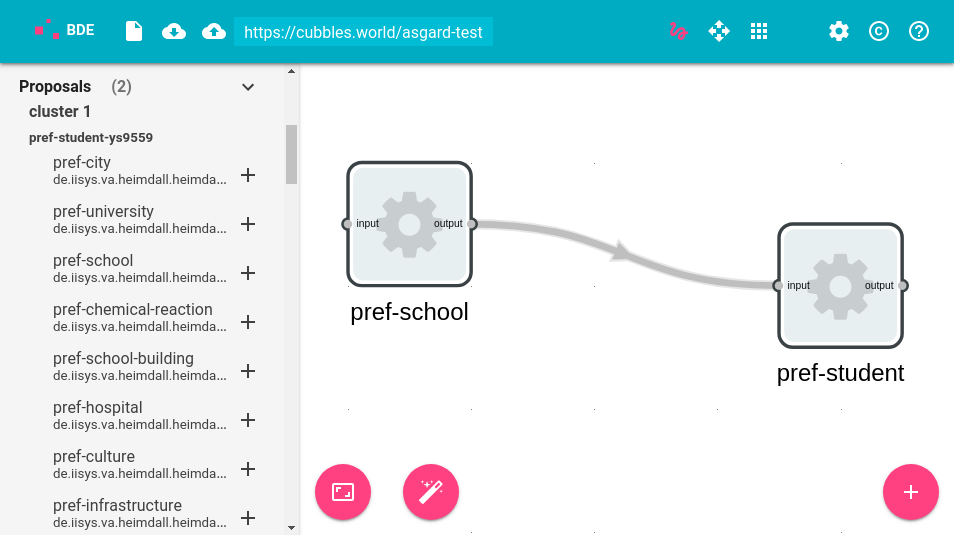 BDE
https://cubbles.world/asgard-test
Proposals (2)
cluster 1
pref-student-ys9559
pref-city
de.iisys.va.heimdall.heimda...
pref-university
de.iisys.va.heimdall.heimda...
pref-school
de.iisys.va.heimdall.heimda...
pref-chemical-reaction
de.iisys.va.heimdall.heimda...
pref-school-building
de.iisys.va.heimdall.heimda...
pref-hospital
de.iisys.va.heimdall.heimda...
pref-culture
de.iisys.va.heimdall.heimda...
pref-infrastructure
de.iisys.va.heimdall.heimda...
input output
pref-school
input output
pref-student